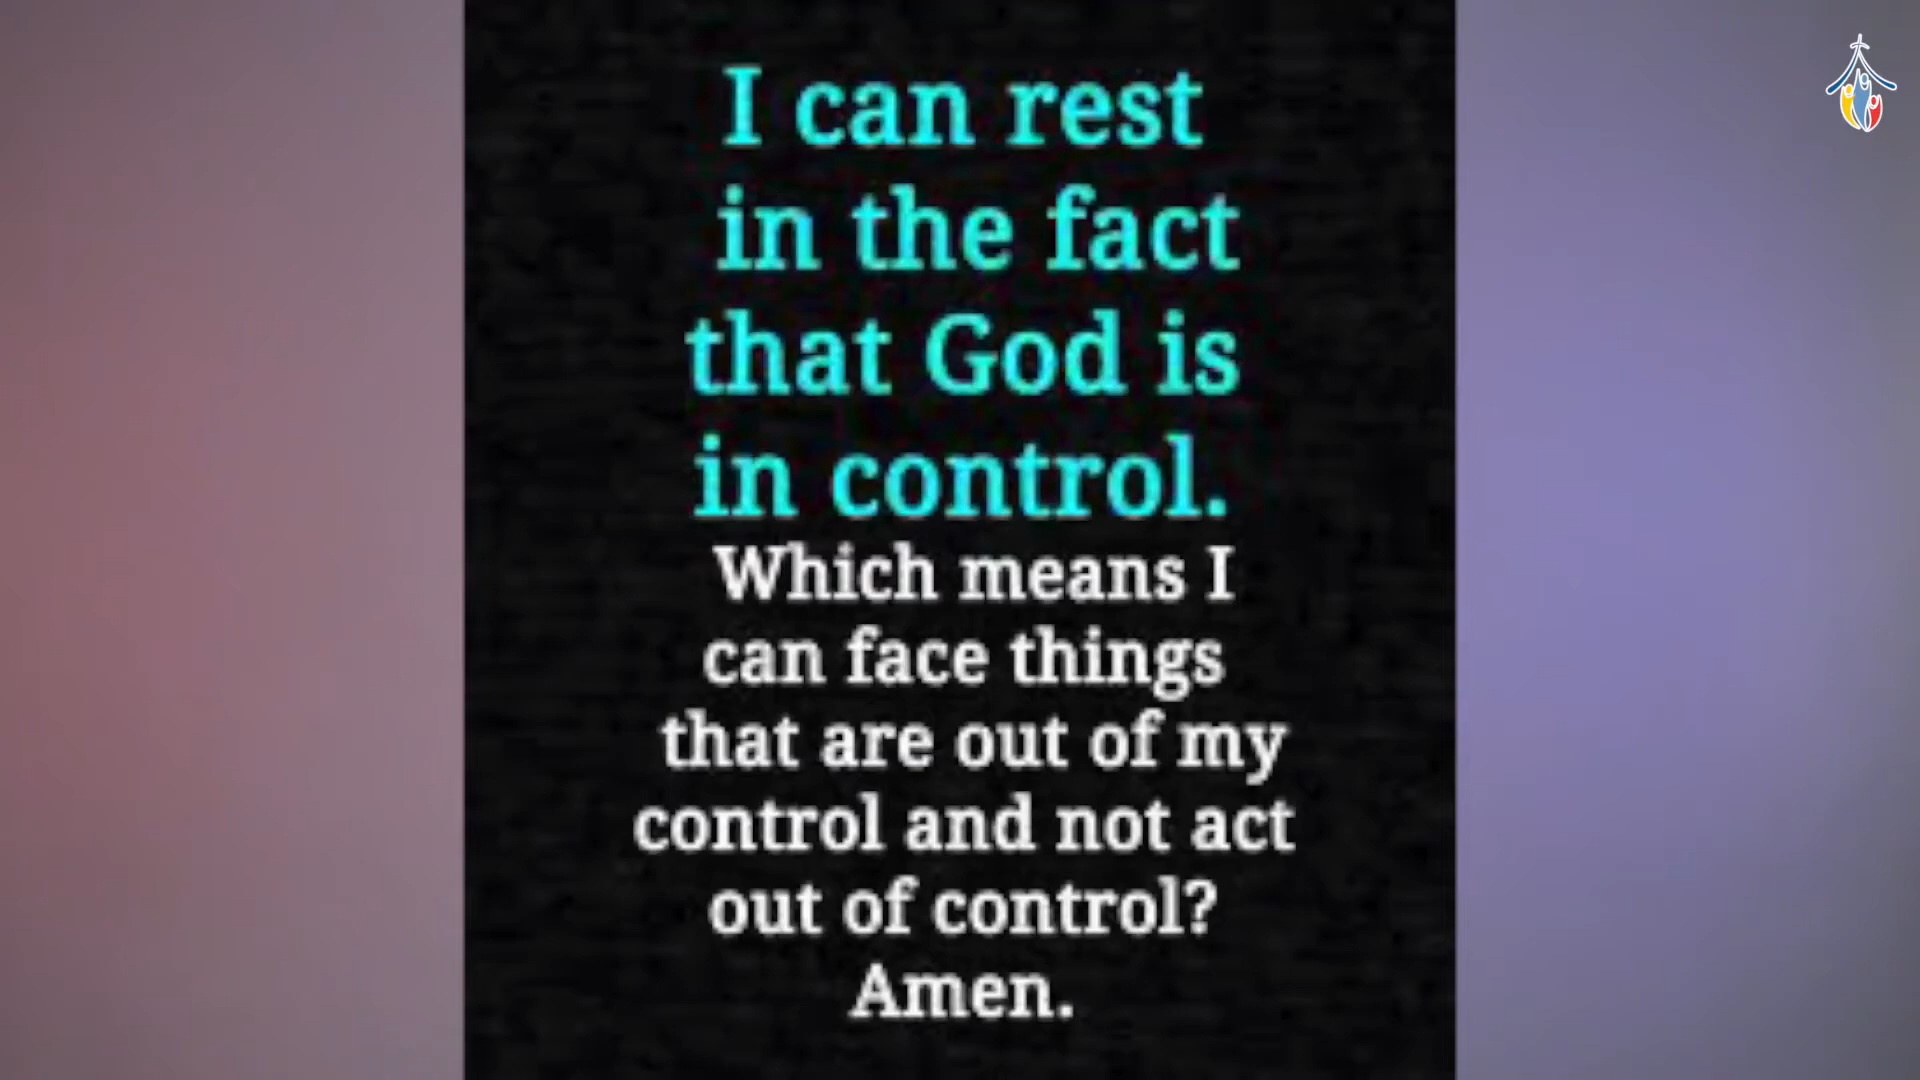 I can rest
in the fact
that God is
in control.
Which means I
can face things
that are out of my
control and not act
out of control?
Amen.